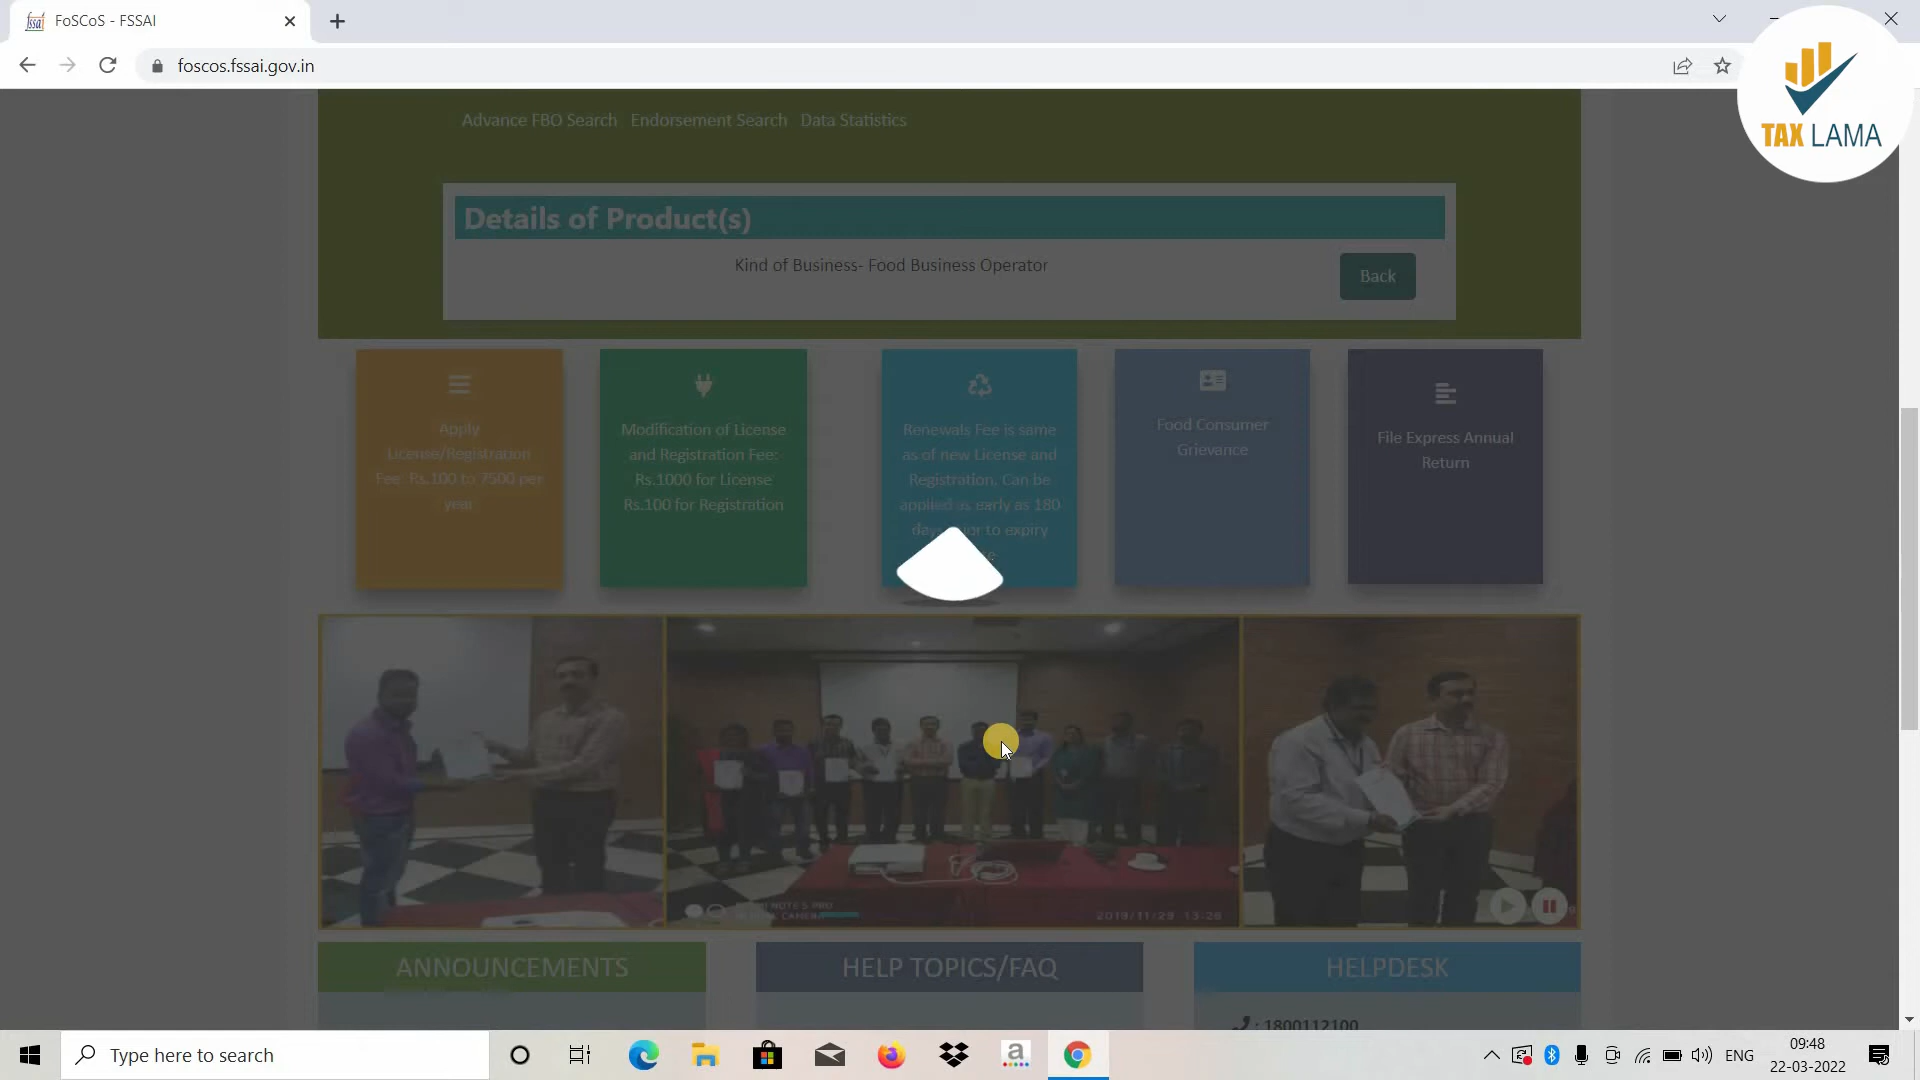 FoSCoS - FSSAI
foscos.fssai.gov.in
TAX LAMA
Advance FBO Search Endorsement Search Data Statistics
Details of Product(s)
Kind of Business- Food Business Operator
Back
Apply
License/Registration
Fee: Rs.100 to 7500 per
year
Modification of License
and Registration Fee:
Rs.1000 for License
Rs.100 for Registration
Renewals Fee is same
as of new License and
Registration. Can be
applied as early as 180
to expiry
Food Consumer
Grievance
File Express Annual
Return
2019/11/29 13:26
ANNOUNCEMENTS
HELP TOPICS/FAQ
HELPDESK
: 1800112100
Type here to search
ENG
09:48
22-03-2022